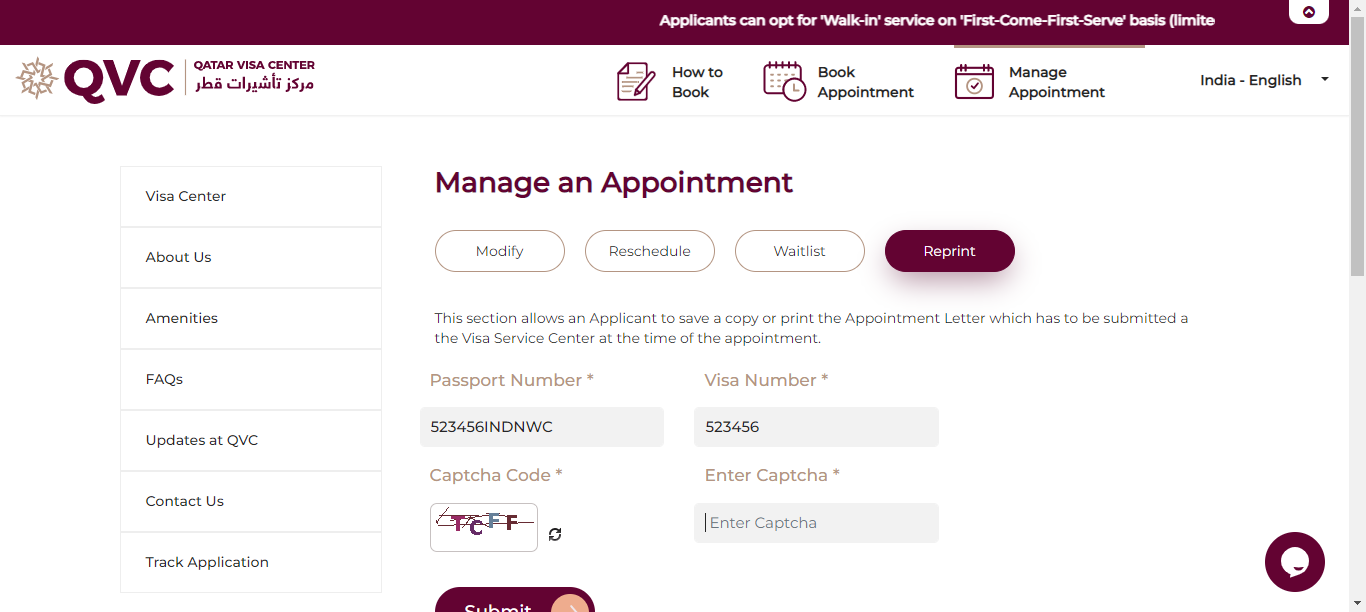 Applicants can opt for 'Walk-in' service on 'First-Come-First-Serve' basis (limite
QVC
QATAR VISA CENTER
مركز تأشيرات قطر
How to
Book
Book
Appointment
Manage
Appointment
India - English
Visa Center
About Us
Amenities
FAQs
Updates at QVC
Contact Us
Track Application
Manage an Appointment
Modify
Reschedule
Waitlist
Reprint
This section allows an Applicant to save a copy or print the Appointment Letter which has to be submitted a
the Visa Service Center at the time of the appointment.
Passport Number *
Visa Number *
523456INDNWC
523456
Captcha Code *
Enter Captcha *
TCFF
Enter Captcha
Submit